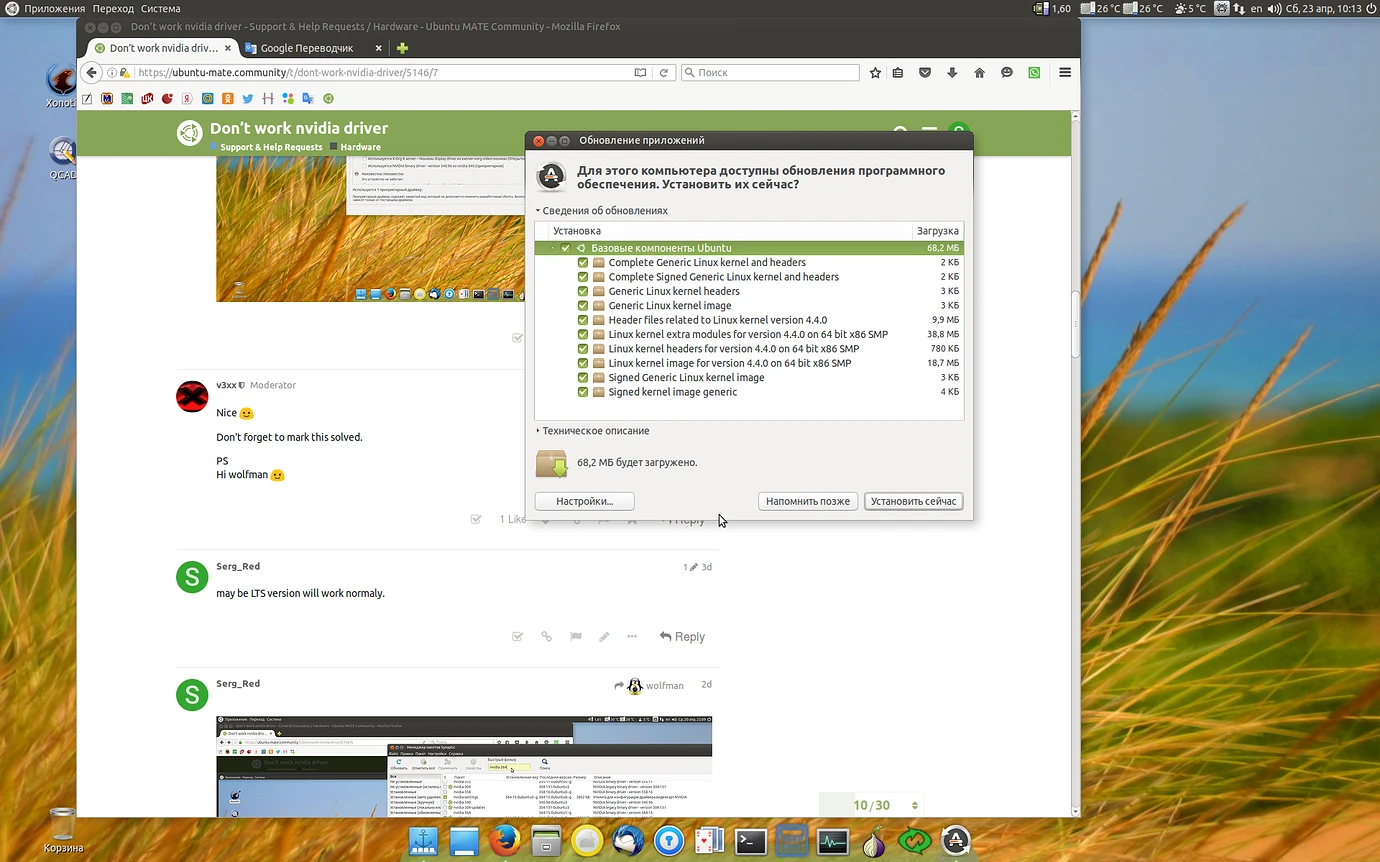 Приложения Переход Система
1,60 26 °C 26 °C 5 °C en Сб, 23 апр, 10:13
Don't work nvidia driver - Support & Help Requests / Hardware - Ubuntu MATE Community - Mozilla Firefox
Don't work nvidia driv... Google Переводчик
https://ubuntu-mate.community/t/dont-work-nvidia-driver/5146/7
Поиск
QCAD
Don't work nvidia driver
Support & Help Requests Hardware
Обновление приложений
Для этого компьютера доступны обновления программного
обеспечения. Установить их сейчас?
Сведения об обновлениях
Установка Загрузка
Базовые компоненты Ubuntu 68,2 МБ
Complete Generic Linux kernel and headers 2 КБ
Complete Signed Generic Linux kernel and headers 2 КБ
Generic Linux kernel headers 3 КБ
Generic Linux kernel image 3 КБ
Header files related to Linux kernel version 4.4.0 9,9 МБ
Linux kernel extra modules for version 4.4.0 on 64 bit x86 SMP 38,8 МБ
Linux kernel headers for version 4.4.0 on 64 bit x86 SMP 780 КБ
Linux kernel image for version 4.4.0 on 64 bit x86 SMP 18,7 МБ
Signed Generic Linux kernel image 3 КБ
Signed kernel image generic 4 КБ
Техническое описание
68,2 МБ будет загружено.
Настройки... Напомнить позже Установить сейчас
v3xx Moderator
Nice
Don't forget to mark this solved.
PS
Hi wolfman
1 Like Reply
Serg_Red 1 3d
may be LTS version will work normaly.
Reply
Serg_Red wolfman 2d
10/30
Корзина